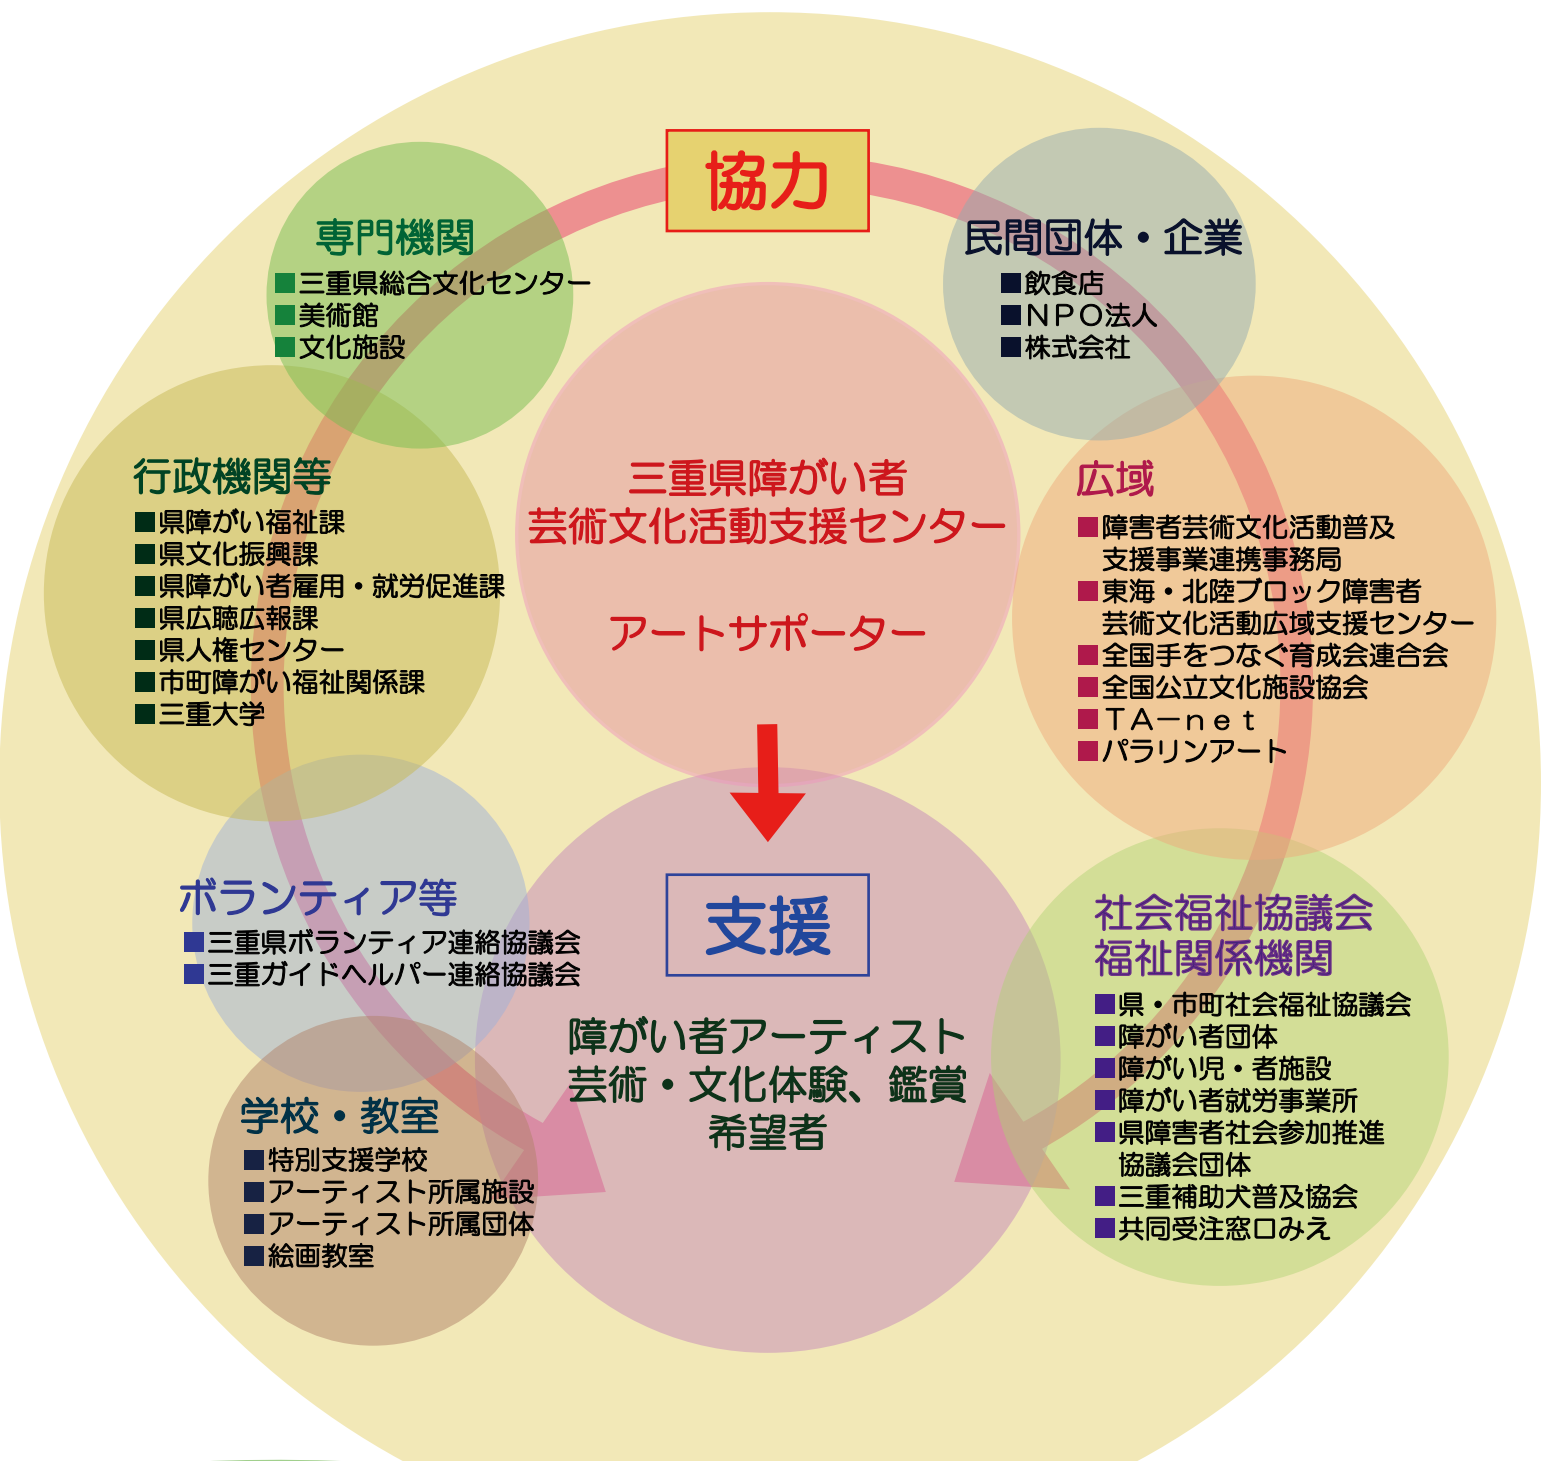 協力
専門機関
■三重県総合文化センター
■美術館
■文化施設
民間団体・企業
■飲食店
■ＮＰＯ法人
■株式会社
行政機関等
■県障がい福祉課
■県文化振興課
■県障がい者雇用・就労促進課
■県広聴広報課
■県人権センター
■市町障がい福祉関係課
■三重大学
三重県障がい者
芸術文化活動支援センター
アートサポーター
広域
■障害者芸術文化活動普及
支援事業連携事務局
■東海・北陸ブロック障害者
芸術文化活動広域支援センター
■全国手をつなぐ育成会連合会
■全国公立文化施設協会
■ＴＡーｎｅｔ
■パラリンアート
ボランティア等
■三重県ボランティア連絡協議会
■三重ガイドヘルパー連絡協議会
支援
障がい者アーティスト
芸術・文化体験、鑑賞
希望者
社会福祉協議会
福祉関係機関
■県・市町社会福祉協議会
■障がい者団体
■障がい児・者施設
■障がい者就労事業所
■県障害者社会参加推進
協議会団体
■三重補助犬普及協会
■共同受注窓口みえ
学校・教室
■特別支援学校
■アーティスト所属施設
■アーティスト所属団体
■絵画教室